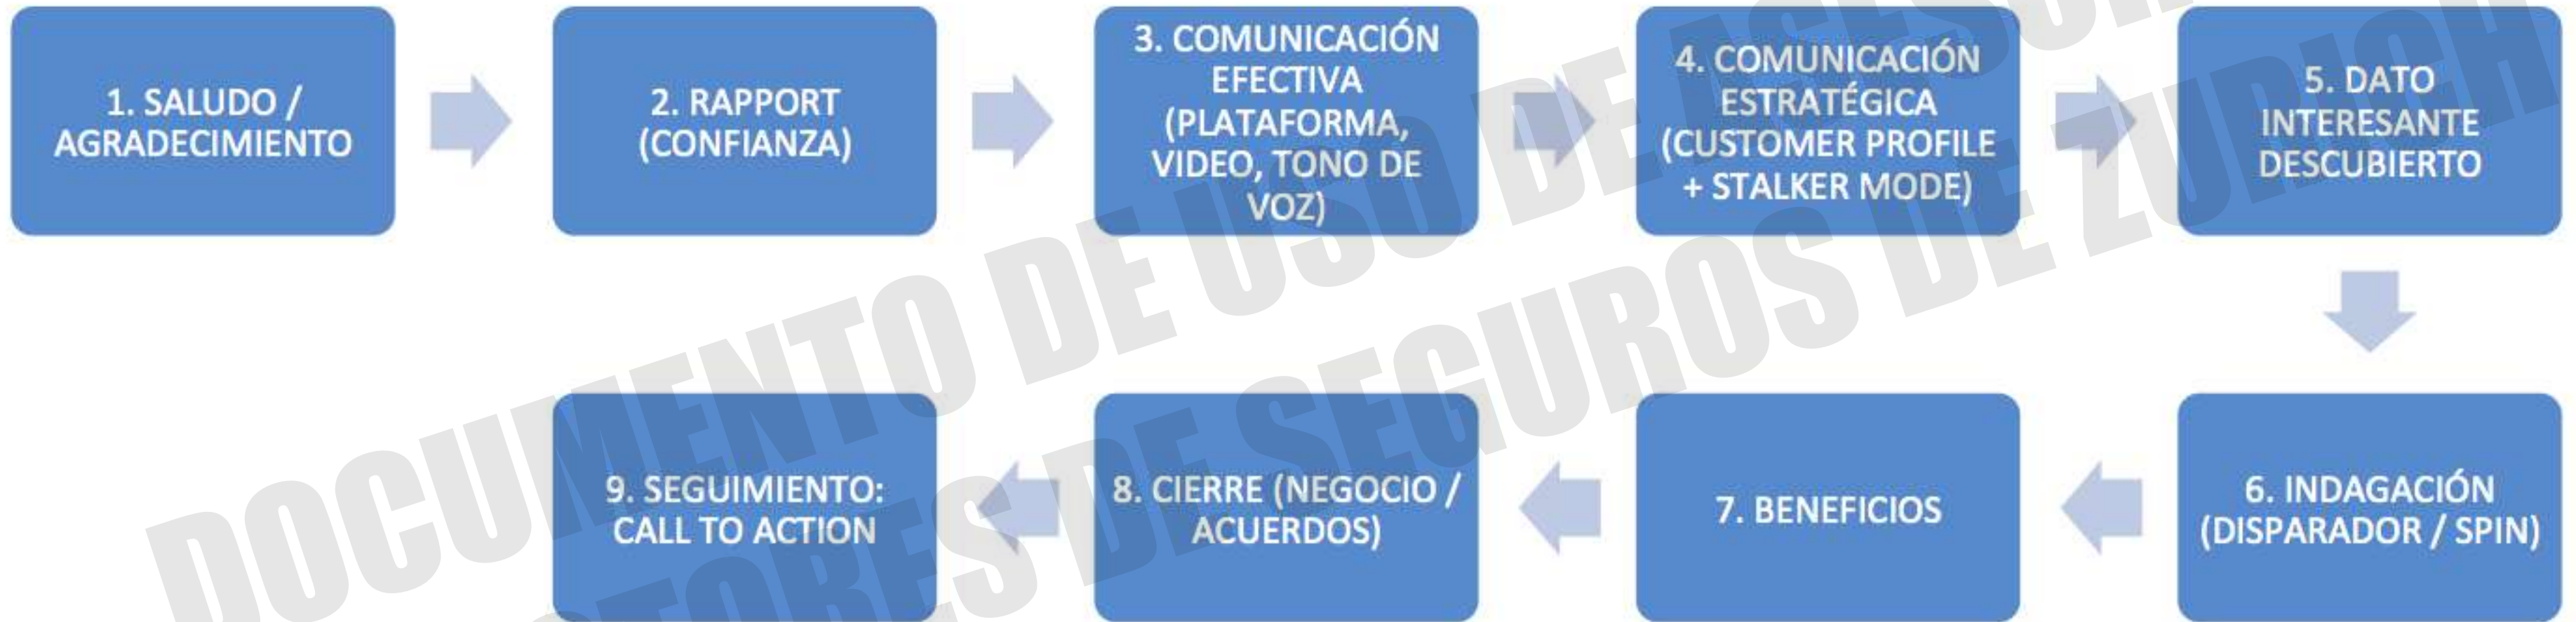 1. SALUDO /
AGRADECIMIENTO
2. RAPPORT
(CONFIANZA)
3. COMUNICACIÓN
EFECTIVA
(PLATAFORMA,
VIDEO, TONO DE
VOZ)
4. COMUNICACIÓN
ESTRATÉGICA
(CUSTOMER PROFILE
+ STALKER MODE)
5. DATO
INTERESANTE
DESCUBIERTO
6. INDAGACIÓN
(DISPARADOR / SPIN)
7. BENEFICIOS
8. CIERRE (NEGOCIO /
ACUERDOS)
9. SEGUIMIENTO:
CALL TO ACTION
DOCUMENTO DE USO DE
DE SEGUROS DE ZURICH